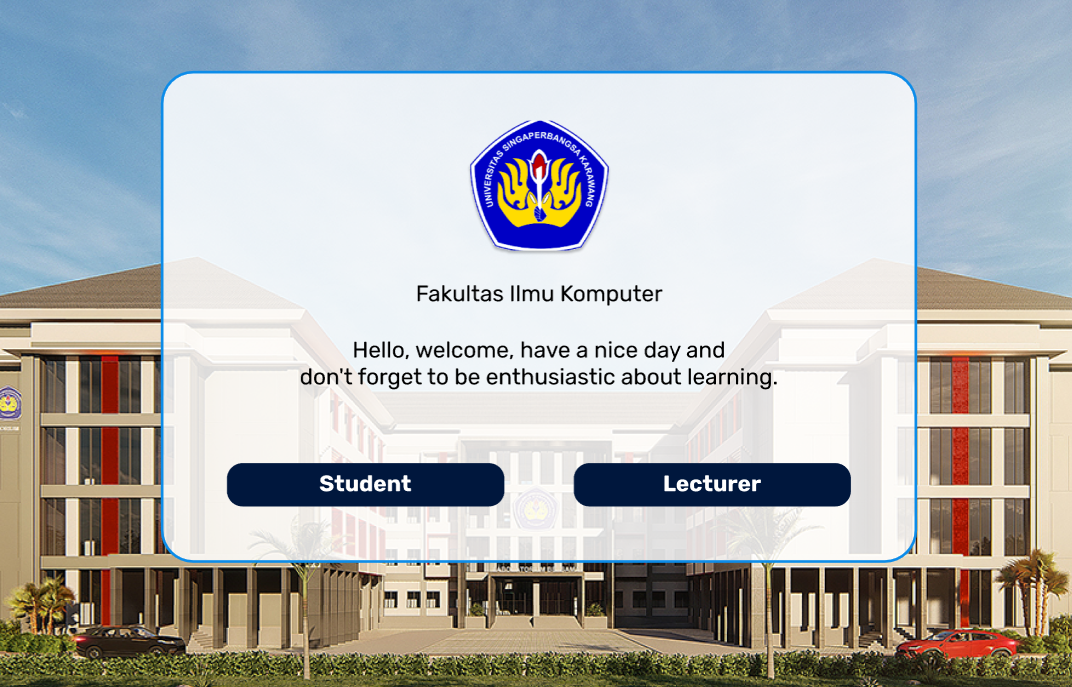 UNIVERSITAS SINGAPERBANGSA KARAWANG
Fakultas Ilmu Komputer
Hello, welcome, have a nice day and
don't forget to be enthusiastic about learning.
Student
Lecturer